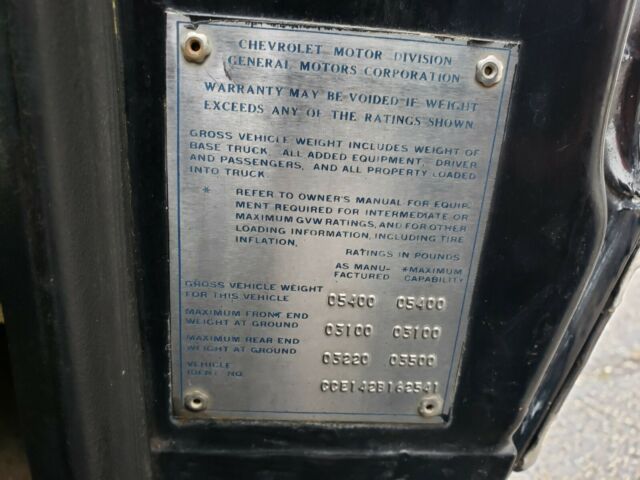 CHEVROLET MOTOR DIVISION
GENERAL MOTORS CORPORATION
WARRANTY MAY BE VOIDED IF WEIGHT
EXCEEDS ANY OF THE RATINGS SHOWN
GROSS VEHICLE WEIGHT INCLUDES WEIGHT OF
BASE TRUCK, ALL ADDED EQUIPMENT, DRIVER
AND PASSENGERS, AND ALL PROPERTY LOADED
INTO TRUCK.
* REFER TO OWNER'S MANUAL FOR EQUIP-
MENT REQUIRED FOR INTERMEDIATE OR
MAXIMUM GVW RATINGS, AND FOR OTHER
LOADING INFORMATION, INCLUDING TIRE
INFLATION.
RATINGS IN POUNDS
AS MANU- *MAXIMUM
FACTURED CAPABILITY
GROSS VEHICLE WEIGHT
FOR THIS VEHICLE 05400 05400
MAXIMUM FRONT END
WEIGHT AT GROUND 03100 03100
MAXIMUM REAR END
WEIGHT AT GROUND 03220 03500
VEHICLE
IDENT. NO. CCE142B162541